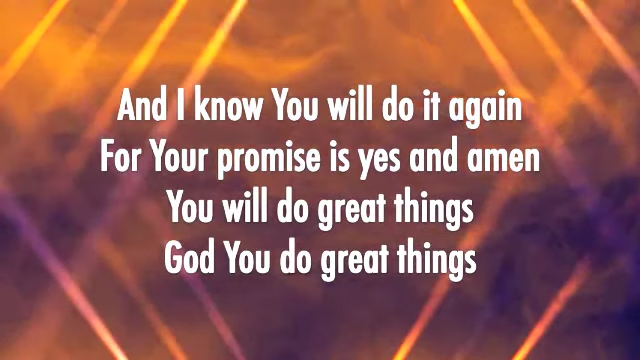 And I know You will do it again
For Your promise is yes and amen
You will do great things
God You do great things